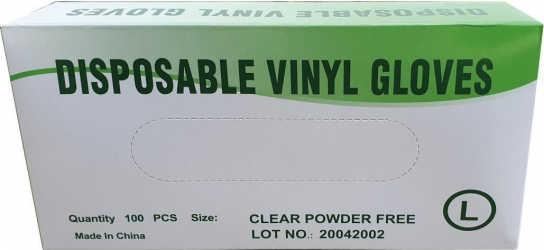 DISPOSABLE VINYL GLOVES
DISPOSABLE VINYL GLOVES
Quantity 100 PCS Size: CLEAR POWDER FREE
Made In China LOT NO.: 20042002
L